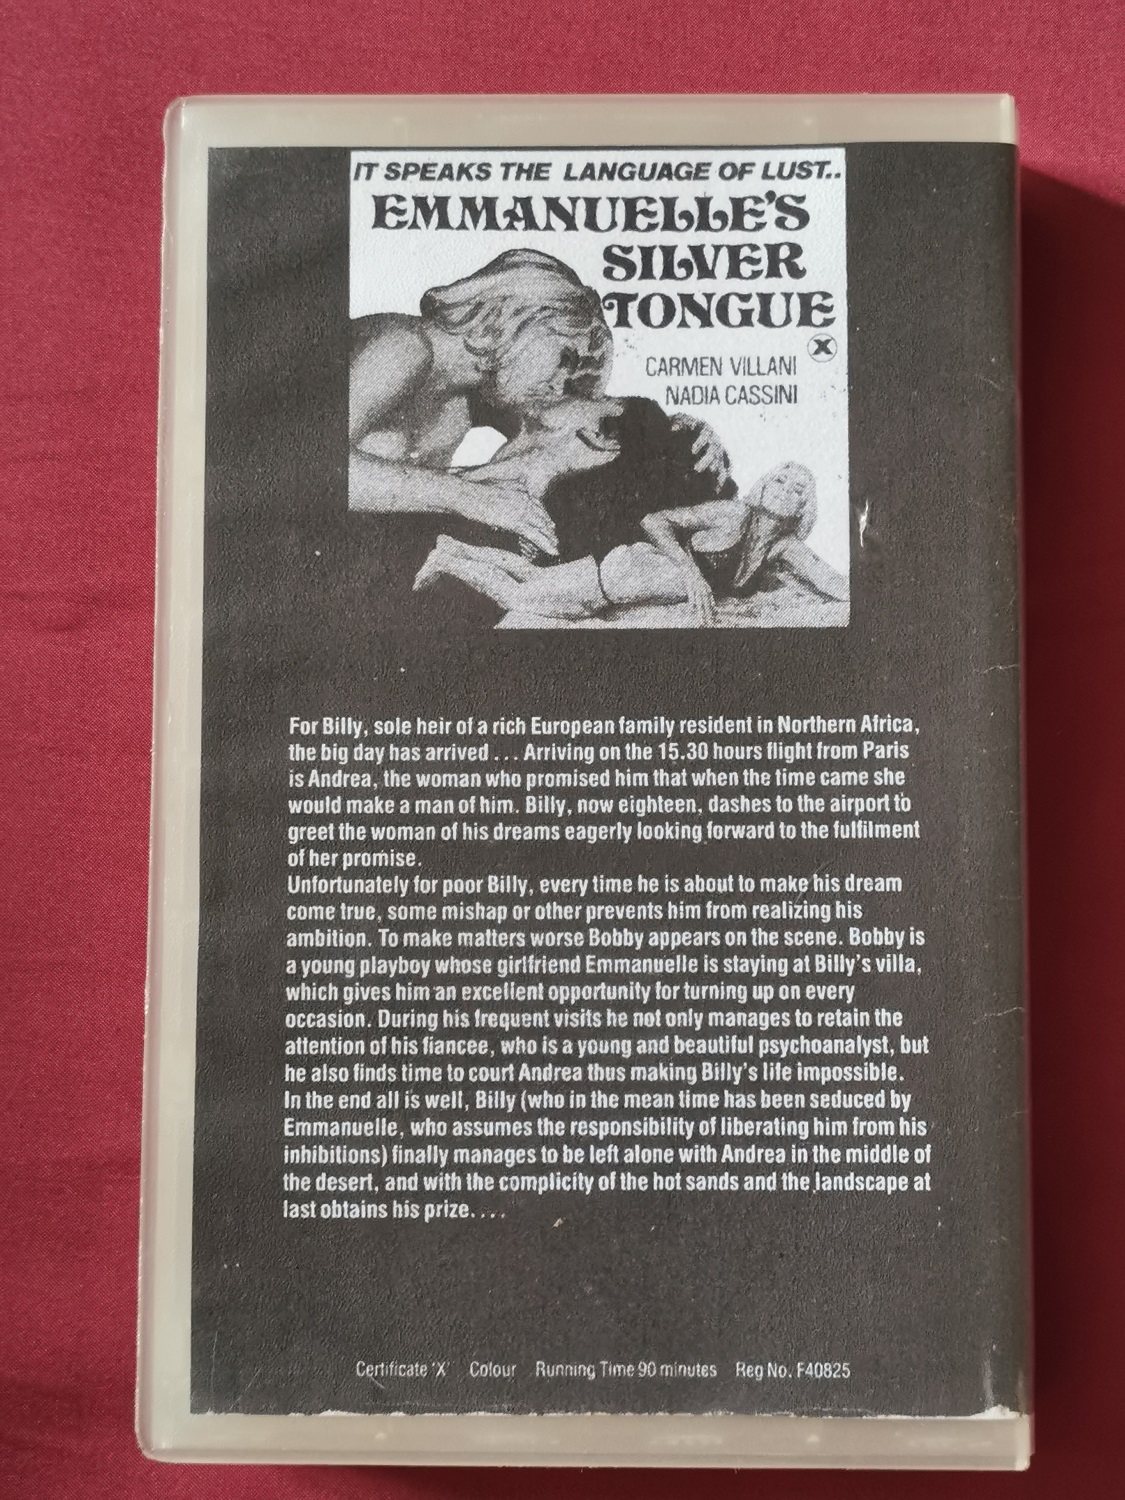 IT SPEAKS THE LANGUAGE OF LUST..
EMMANUELLE'S
SILVER
TONGUE
X
CARMEN VILLANI
NADIA CASSINI
For Billy, sole heir of a rich European family resident in Northern Africa,
the big day has arrived . . . Arriving on the 15.30 hours flight from Paris
is Andrea, the woman who promised him that when the time came she
would make a man of him. Billy, now eighteen, dashes to the airport to
greet the woman of his dreams eagerly looking forward to the fulfilment
of her promise.
Unfortunately for poor Billy, every time he is about to make his dream
come true, some mishap or other prevents him from realizing his
ambition. To make matters worse Bobby appears on the scene. Bobby is
a young playboy whose girlfriend Emmanuelle is staying at Billy's villa,
which gives him an excellent opportunity for turning up on every
occasion. During his frequent visits he not only manages to retain the
attention of his fiancee, who is a young and beautiful psychoanalyst, but
he also finds time to court Andrea thus making Billy's life impossible.
In the end all is well, Billy (who in the mean time has been seduced by
Emmanuelle, who assumes the responsibility of liberating him from his
inhibitions) finally manages to be left alone with Andrea in the middle of
the desert, and with the complicity of the hot sands and the landscape at
last obtains his prize. . . .
Certificate 'X' Colour Running Time 90 minutes Reg No. F40825